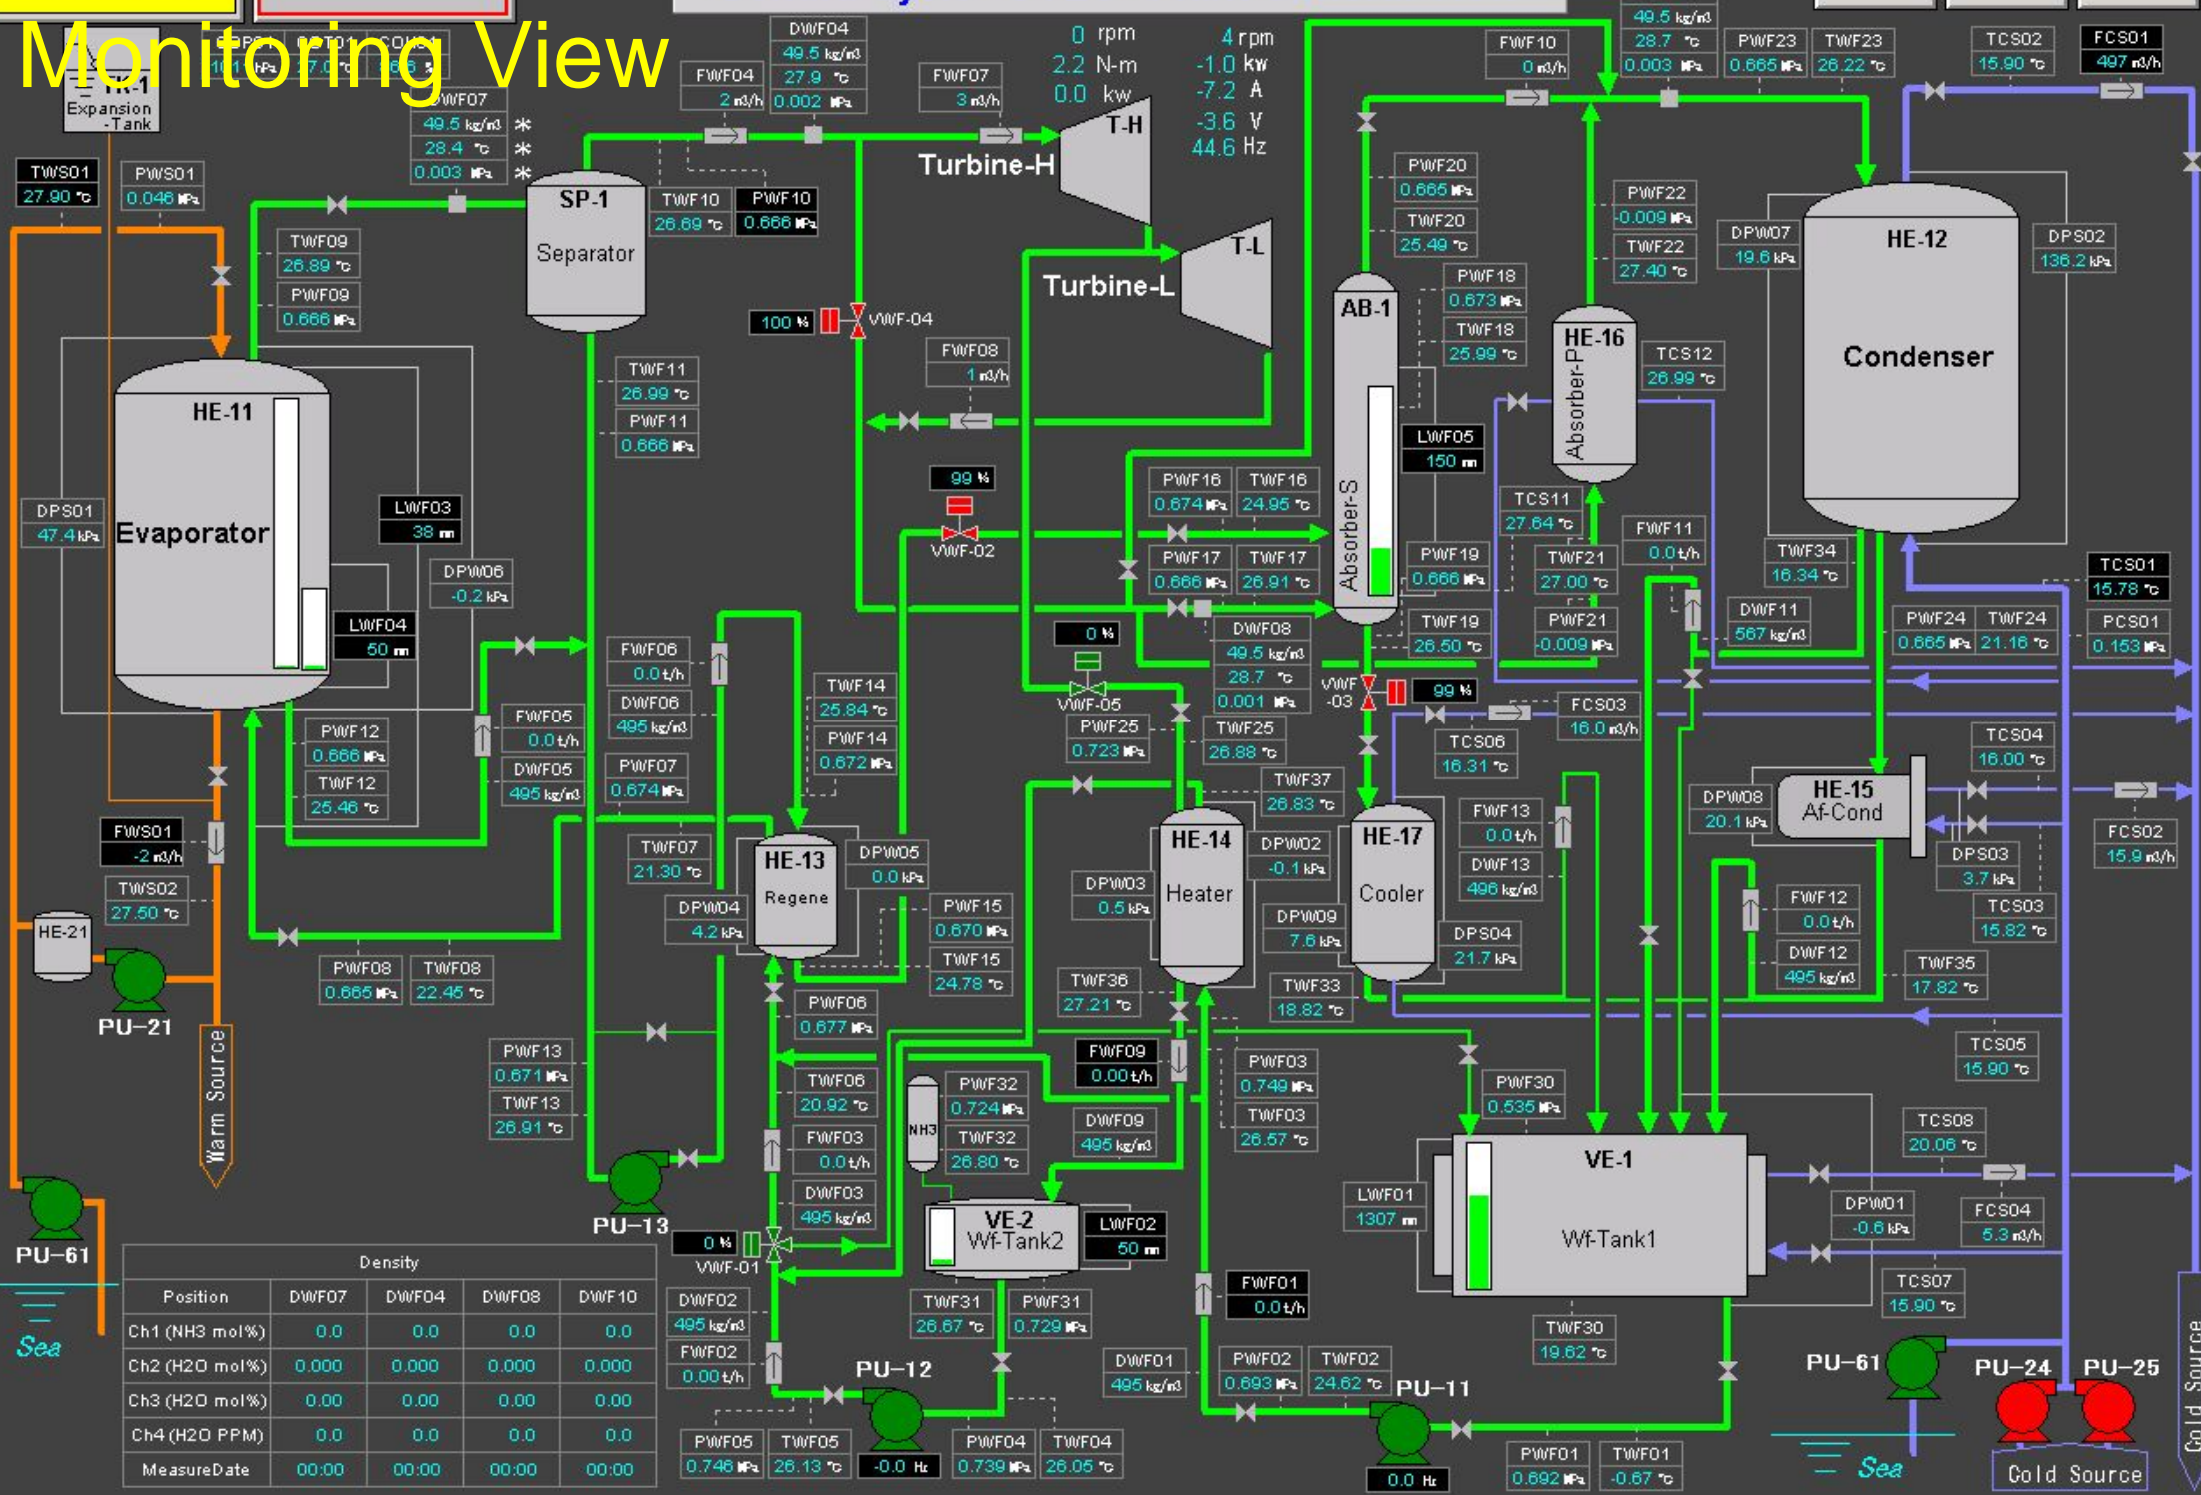 Monitoring View
TK-1
Expansion
-Tank
DWF07
49.5 kg/m3 *
28.4 ℃ *
0.003 MPa *
TWS01
27.90 ℃
PWS01
0.046 MPa
FWF04
2 m3/h
DWF04
49.5 kg/m3
27.9 ℃
0.002 MPa
FWF07
3 m3/h
0 rpm
2.2 N-m
0.0 kw
4 rpm
-1.0 kw
-7.2 A
-3.6 V
44.6 Hz
T-H
Turbine-H
T-L
Turbine-L
FWF10
0 m3/h
49.5 kg/m3
28.7 ℃
0.003 MPa
PWF23
0.665 MPa
TWF23
26.22 ℃
TCS02
15.90 ℃
FCS01
497 m3/h
SP-1
Separator
TWF10
26.69 ℃
PWF10
0.666 MPa
TWF09
26.89 ℃
PWF09
0.666 MPa
PWF20
0.665 MPa
TWF20
25.49 ℃
PWF22
-0.009 MPa
TWF22
27.40 ℃
DPW07
19.6 kPa
HE-12
Condenser
DPS02
136.2 kPa
100 %
VWF-04
AB-1
Absorber-S
PWF18
0.673 MPa
TWF18
25.99 ℃
HE-16
Absorber-P
TCS12
26.99 ℃
FWF08
1 m3/h
TWF11
26.99 ℃
PWF11
0.666 MPa
HE-11
Evaporator
DPS01
47.4 kPa
LWF03
38 mm
DPW06
-0.2 kPa
LWF04
50 mm
99 %
VWF-02
LWF05
150 mm
PWF16
0.674 MPa
TWF16
24.95 ℃
PWF17
0.666 MPa
TWF17
26.91 ℃
PWF19
0.666 MPa
TWF19
26.50 ℃
TCS11
27.64 ℃
TWF21
27.00 ℃
PWF21
-0.009 MPa
FWF11
0.0 t/h
DWF11
567 kg/m3
TWF34
16.34 ℃
PWF24
0.665 MPa
TWF24
21.16 ℃
TCS01
15.78 ℃
PCS01
0.153 MPa
0 %
VWF-05
DWF08
49.5 kg/m3
28.7 ℃
0.001 MPa
VWF
-03
99 %
FWF06
0.0 t/h
DWF06
495 kg/m3
PWF07
0.674 MPa
TWF14
25.84 ℃
PWF14
0.672 MPa
FWF05
0.0 t/h
DWF05
495 kg/m3
PWF12
0.666 MPa
TWF12
25.46 ℃
PWF25
0.723 MPa
TWF25
26.88 ℃
FCS03
16.0 m3/h
TCS06
16.31 ℃
TCS04
16.00 ℃
TWF37
26.83 ℃
HE-15
Af-Cond
DPW08
20.1 kPa
FCS02
15.9 m3/h
DPS03
3.7 kPa
TCS03
15.82 ℃
FWS01
-2 m3/h
TWS02
27.50 ℃
HE-21
PU-21
TWF07
21.30 ℃
HE-13
Regene
DPW05
0.0 kPa
DPW04
4.2 kPa
PWF15
0.670 MPa
TWF15
24.78 ℃
HE-14
Heater
DPW03
0.5 kPa
DPW02
-0.1 kPa
HE-17
Cooler
DPW09
7.6 kPa
DPS04
21.7 kPa
FWF13
0.0 t/h
DWF13
496 kg/m3
FWF12
0.0 t/h
DWF12
495 kg/m3
TWF35
17.82 ℃
PWF08
0.665 MPa
TWF08
22.45 ℃
PWF06
0.677 MPa
TWF36
27.21 ℃
TWF33
18.82 ℃
Warm Source
PWF13
0.671 MPa
TWF13
26.91 ℃
TWF06
20.92 ℃
FWF03
0.0 t/h
DWF03
495 kg/m3
NH3
PWF32
0.724 MPa
TWF32
26.80 ℃
FWF09
0.00 t/h
DWF09
495 kg/m3
PWF03
0.749 MPa
TWF03
26.57 ℃
PWF30
0.535 MPa
TCS05
15.90 ℃
TCS08
20.06 ℃
VE-1
Wf-Tank1
LWF01
1307 mm
DPW01
-0.6 kPa
FCS04
5.3 m3/h
TCS07
15.90 ℃
PU-61
Sea
PU-13
0 %
VWF-01
VE-2
Wf-Tank2
LWF02
50 mm
TWF31
26.67 ℃
PWF31
0.729 MPa
FWF01
0.0 t/h
TWF30
19.62 ℃
DWF02
495 kg/m3
FWF02
0.00 t/h
PU-12
-0.0 Hz
PWF05
0.746 MPa
TWF05
26.13 ℃
PWF04
0.739 MPa
TWF04
26.05 ℃
DWF01
495 kg/m3
PWF02
0.693 MPa
TWF02
24.62 ℃
PU-11
0.0 Hz
PWF01
0.692 MPa
TWF01
-0.67 ℃
PU-61
Sea
PU-24
PU-25
Cold Source
Cold Source
Density
Position DWF07 DWF04 DWF08 DWF10
Ch1 (NH3 mol%) 0.0 0.0 0.0 0.0
Ch2 (H2O mol%) 0.000 0.000 0.000 0.000
Ch3 (H2O mol%) 0.00 0.00 0.00 0.00
Ch4 (H2O PPM) 0.0 0.0 0.0 0.0
MeasureDate 00:00 00:00 00:00 00:00